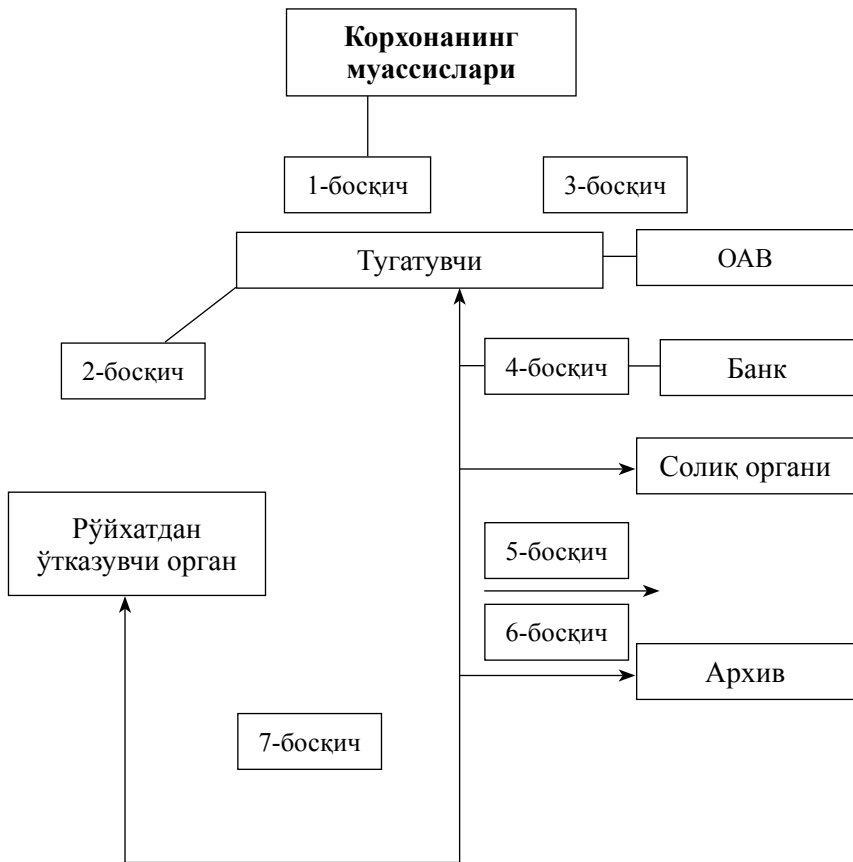 Корхонанинг
муассислари
1-босқич
3-босқич
Тугатувчи
ОАВ
2-босқич
4-босқич
Банк
Солиқ органи
Рўйхатдан
ўтказувчи орган
5-босқич
6-босқич
Архив
7-босқич